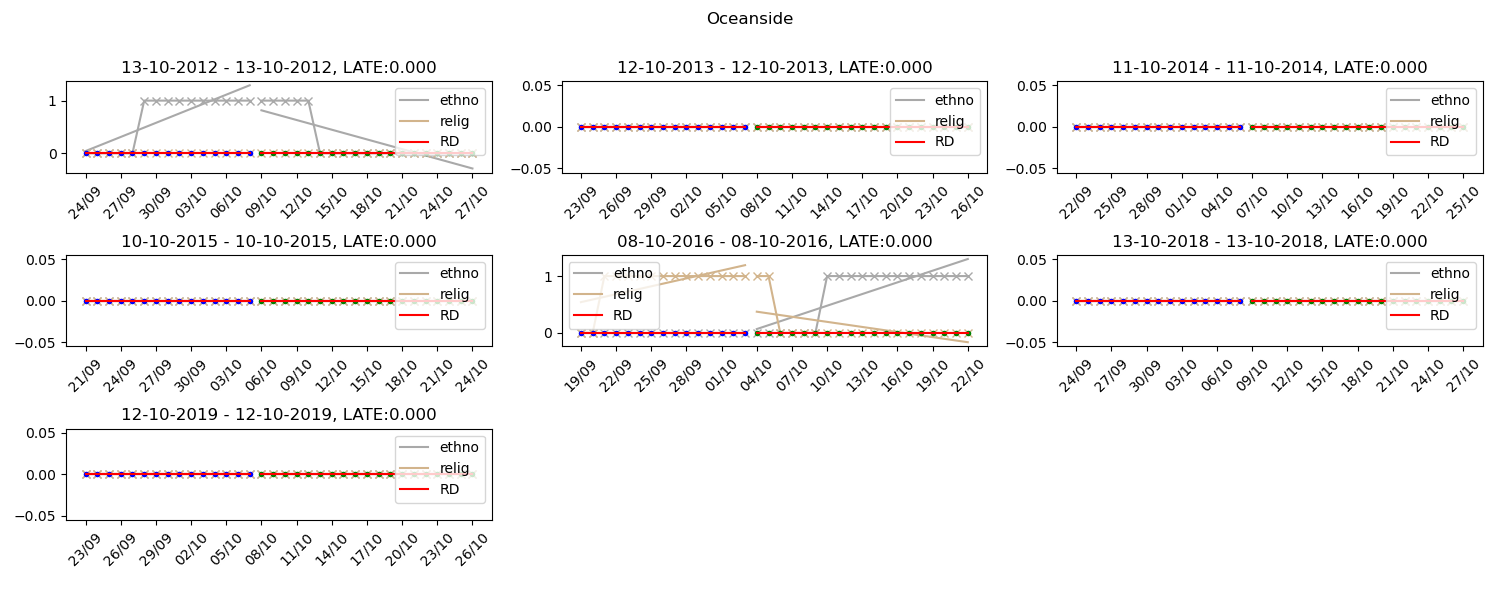 Oceanside
13-10-2012 - 13-10-2012, LATE:0.000
12-10-2013 - 12-10-2013, LATE:0.000
11-10-2014 - 11-10-2014, LATE:0.000
1
0
ethno
relig
RD
24/09 27/09 30/09 03/10 06/10 09/10 12/10 15/10 18/10 21/10 24/10 27/10
0.05
0.00
−0.05
ethno
relig
RD
23/09 26/09 29/09 02/10 05/10 08/10 11/10 14/10 17/10 20/10 23/10 26/10
0.05
0.00
−0.05
ethno
relig
RD
22/09 25/09 28/09 01/10 04/10 07/10 10/10 13/10 16/10 19/10 22/10 25/10
10-10-2015 - 10-10-2015, LATE:0.000
08-10-2016 - 08-10-2016, LATE:0.000
13-10-2018 - 13-10-2018, LATE:0.000
0.05
0.00
−0.05
ethno
relig
RD
21/09 24/09 27/09 30/09 03/10 06/10 09/10 12/10 15/10 18/10 21/10 24/10
1
0
ethno
relig
RD
19/09 22/09 25/09 28/09 01/10 04/10 07/10 10/10 13/10 16/10 19/10 22/10
0.05
0.00
−0.05
ethno
relig
RD
24/09 27/09 30/09 03/10 06/10 09/10 12/10 15/10 18/10 21/10 24/10 27/10
12-10-2019 - 12-10-2019, LATE:0.000
0.05
0.00
−0.05
ethno
relig
RD
23/09 26/09 29/09 02/10 05/10 08/10 11/10 14/10 17/10 20/10 23/10 26/10